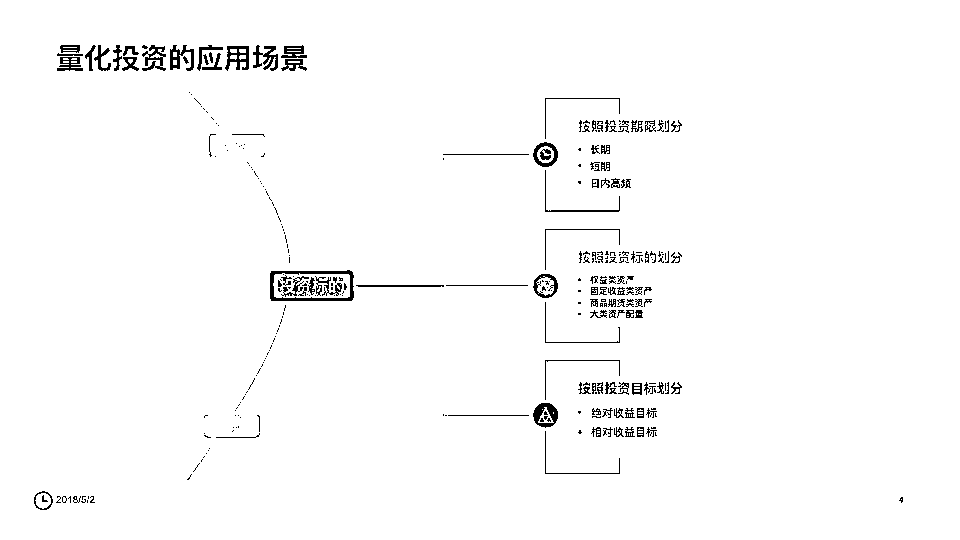 量化投资的应用场景
按照投资期限划分
• 长期
• 短期
• 日内高频
投资标的
按照投资标的划分
• 权益类资产
• 固定收益类资产
• 商品期货类资产
• 大类资产配置
按照投资目标划分
• 绝对收益目标
• 相对收益目标
2018/5/2
4